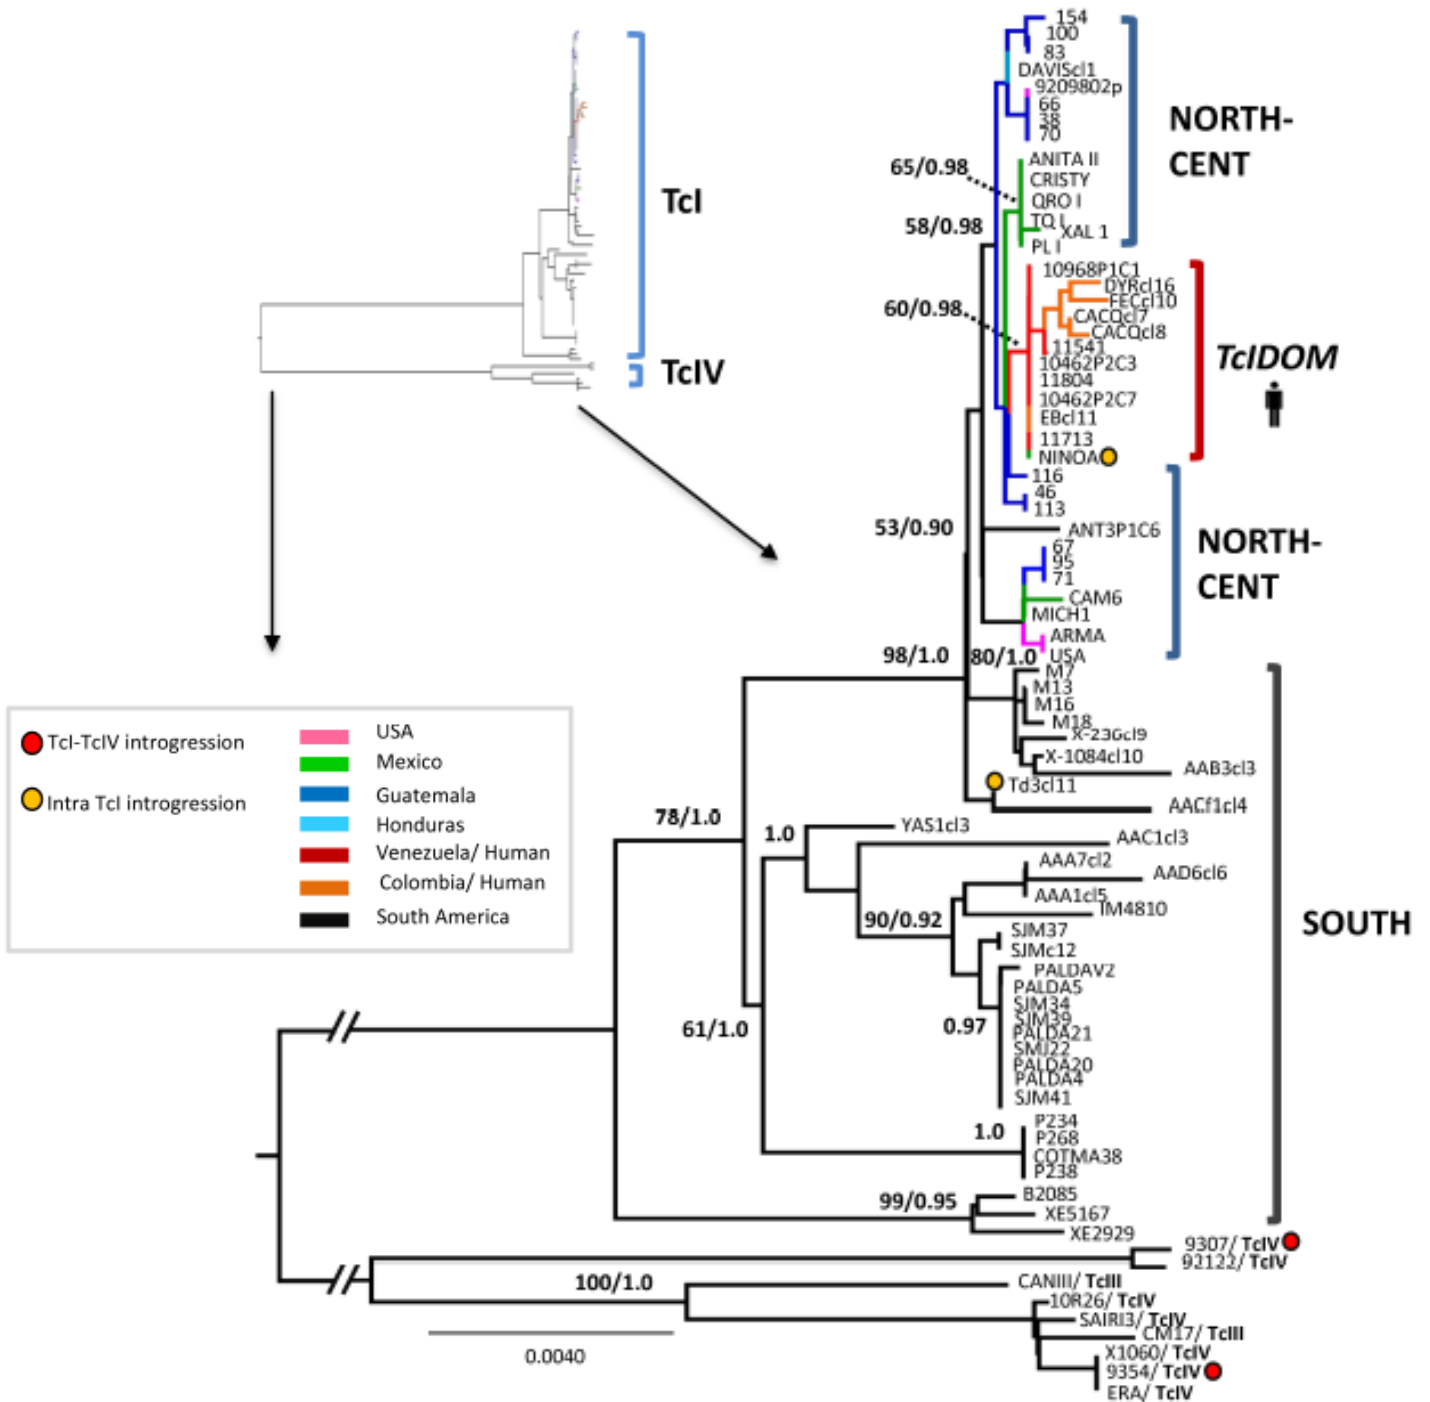 TcI
TcIV
TcI-TcIV introgression
Intra TcI introgression
USA
Mexico
Guatemala
Honduras
Venezuela/ Human
Colombia/ Human
South America
154
100
83
DAVIScl1
9209802p
66
38
70
ANITA II
CRISTY
QRO I
TQ I
XAL 1
PL I
10968P1C1
DYRcl16
FECcl10
CACQcl7
CACQcl8
11541
10462P2C3
11804
10462P2C7
EBcl11
11713
NINOA
116
46
113
ANT3P1C6
67
95
71
CAM6
MICH1
ARMA
USA
M7
M13
M16
M18
X-236cl9
X-1084cl10
AAB3cl3
Td3cl11
AACf1cl4
YAS1cl3
AAC1cl3
AAA7cl2
AAD6cl6
AAA1cl5
IM4810
SJM37
SJMc12
PALDAV2
PALDA5
SJM34
SJM39
PALDA21
SMJ22
PALDA20
PALDA4
SJM41
P234
P268
COTMA38
P238
B2085
XE5167
XE2929
9307/ TcIV
92122/ TcIV
CANIII/ TcIII
10R26/ TcIV
SAIRI3/ TcIV
CM17/ TcIII
X1060/ TcIV
9354/ TcIV
ERA/ TcIV
65/0.98
58/0.98
60/0.98
53/0.90
98/1.0
80/1.0
78/1.0
1.0
90/0.92
0.97
61/1.0
1.0
99/0.95
100/1.0
0.0040
NORTH-
CENT
TcIDOM
NORTH-
CENT
SOUTH